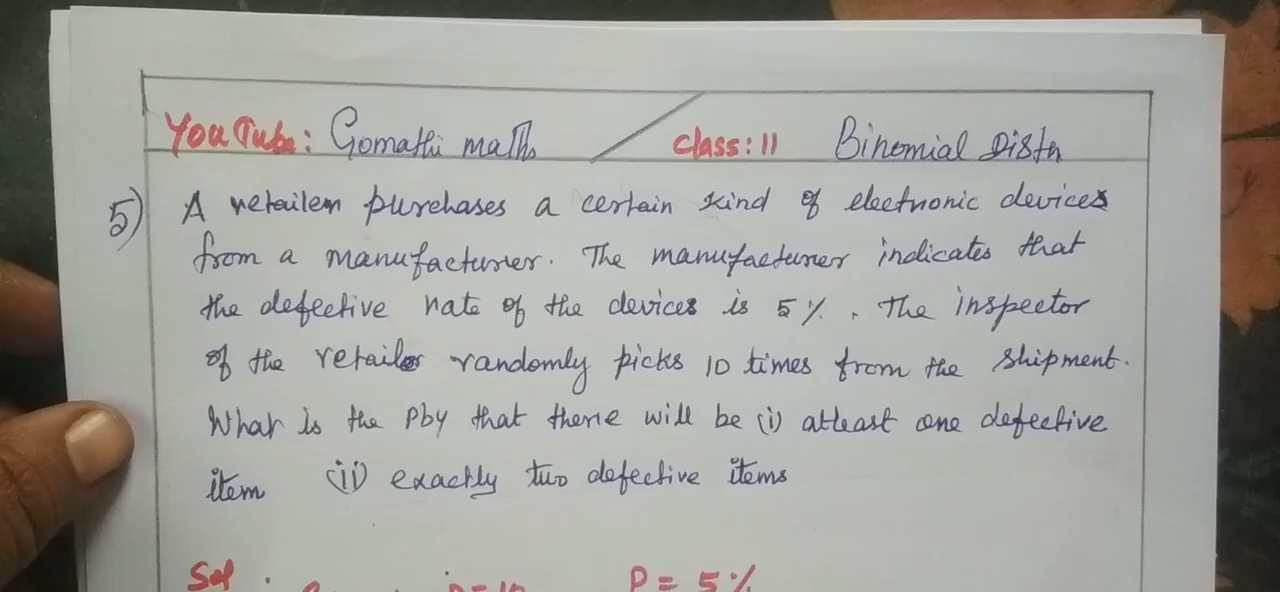 YouTube: Gomathi maths class: 11 Binomial Distn
5) A retailer purchases a certain kind of electronic devices
from a manufacturer. The manufacturer indicates that
the defective rate of the devices is 5%. The inspector
of the retailer randomly picks 10 times from the shipment.
What is the Pby that there will be (i) atleast one defective
item (ii) exactly two defective items
Sol P = 5%